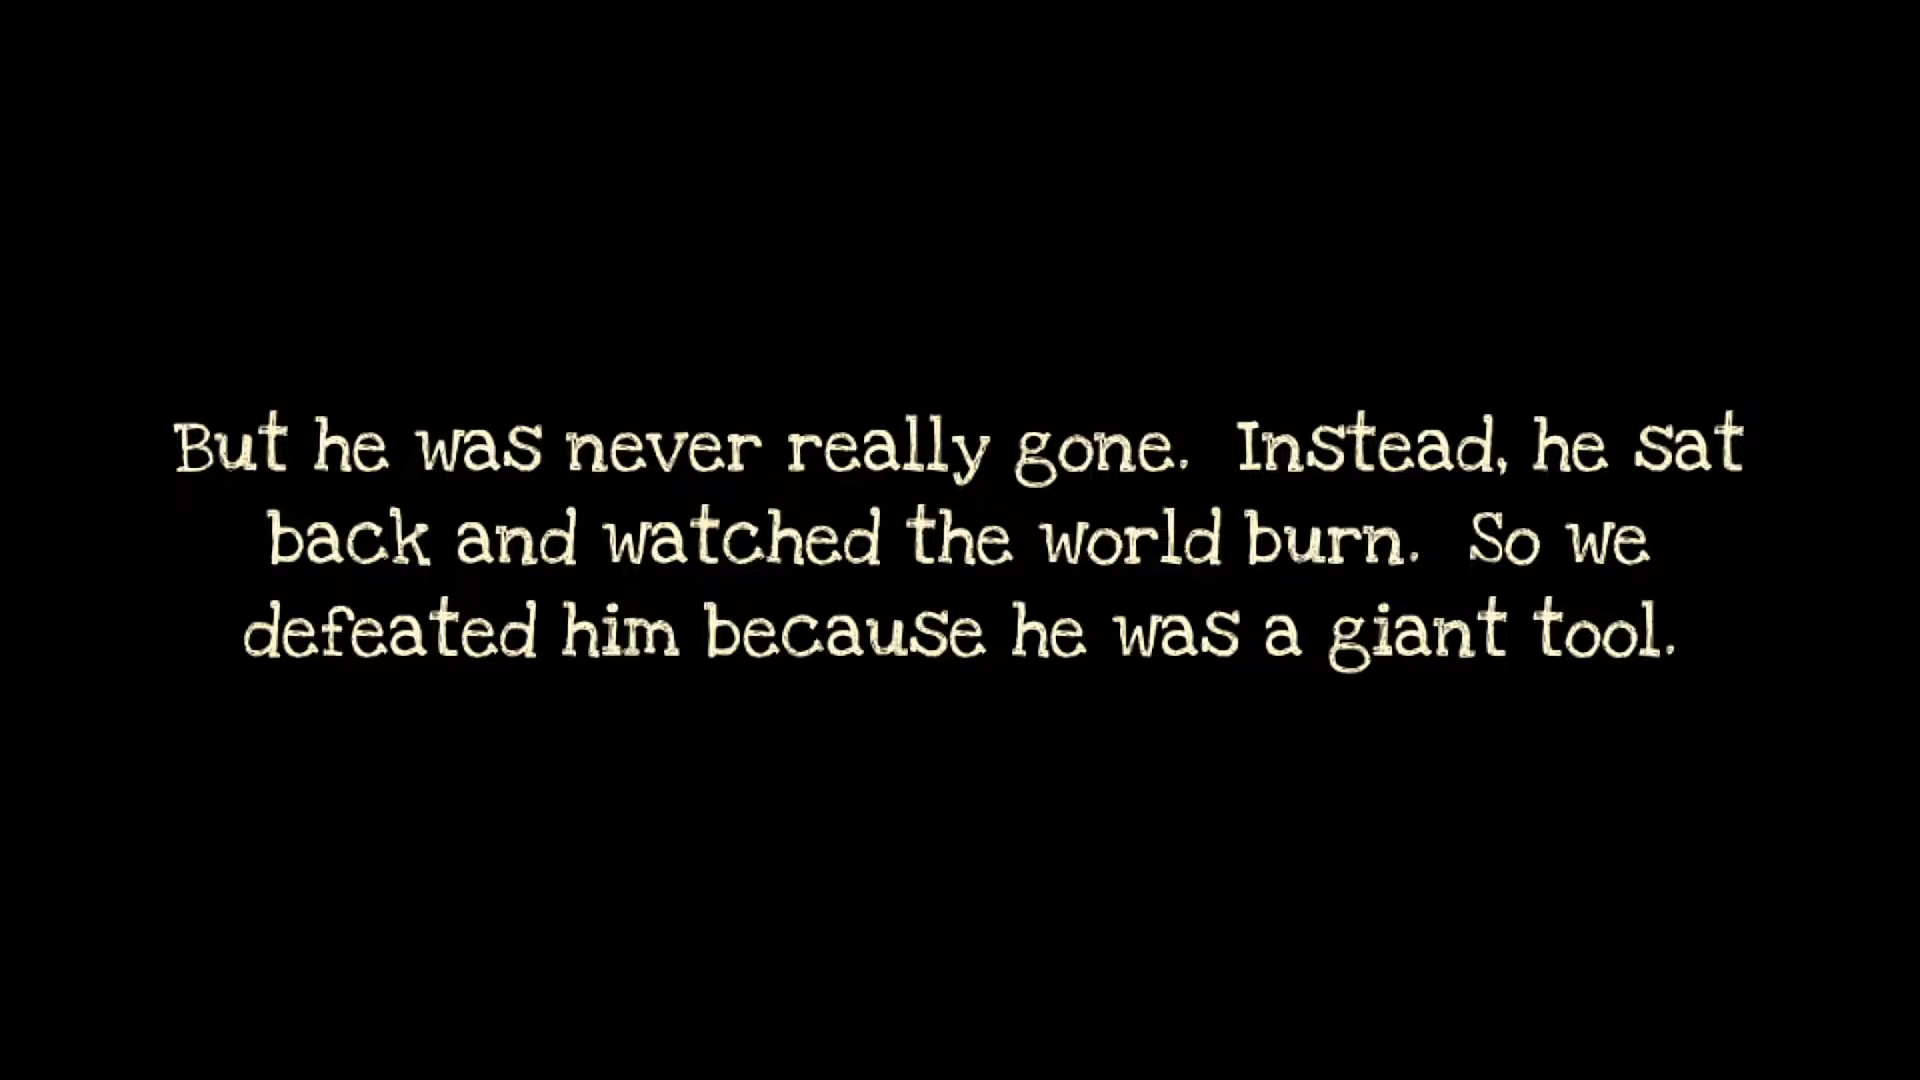 But he was never really gone.  Instead, he sat
back and watched the world burn.  So we
defeated him because he was a giant tool.